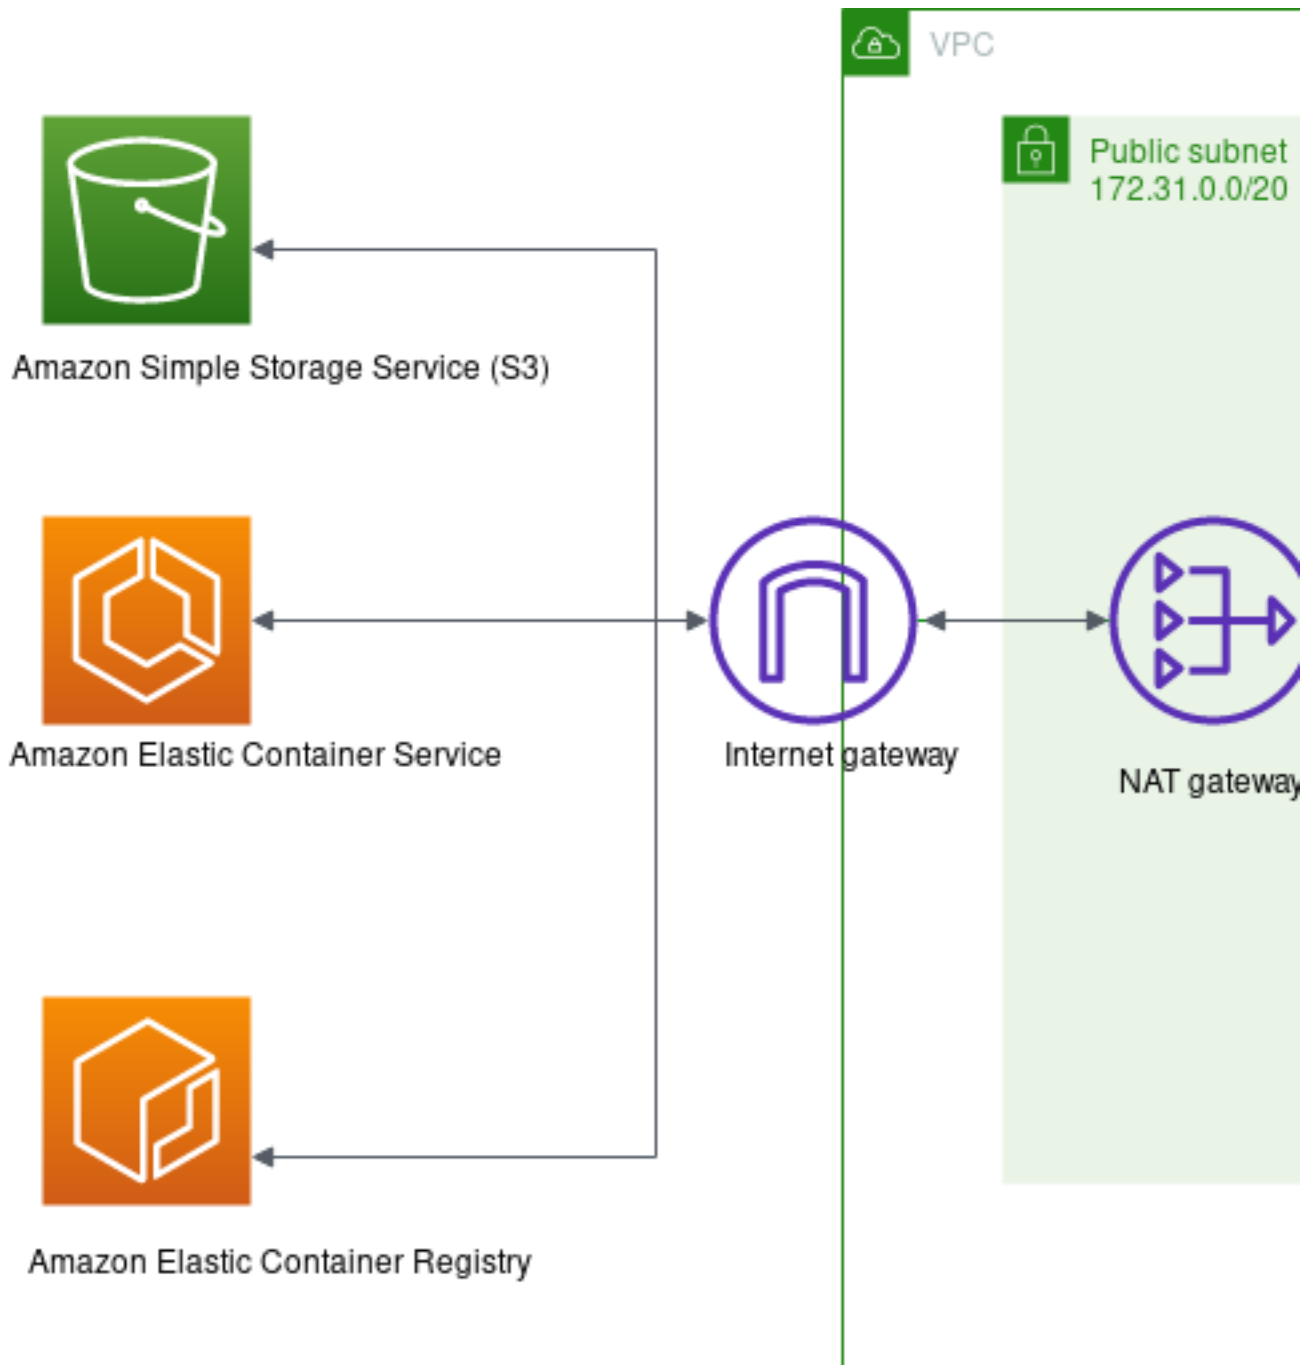 VPC
Public subnet
172.31.0.0/20
Amazon Simple Storage Service (S3)
Amazon Elastic Container Service
Internet gateway
NAT gateway
Amazon Elastic Container Registry